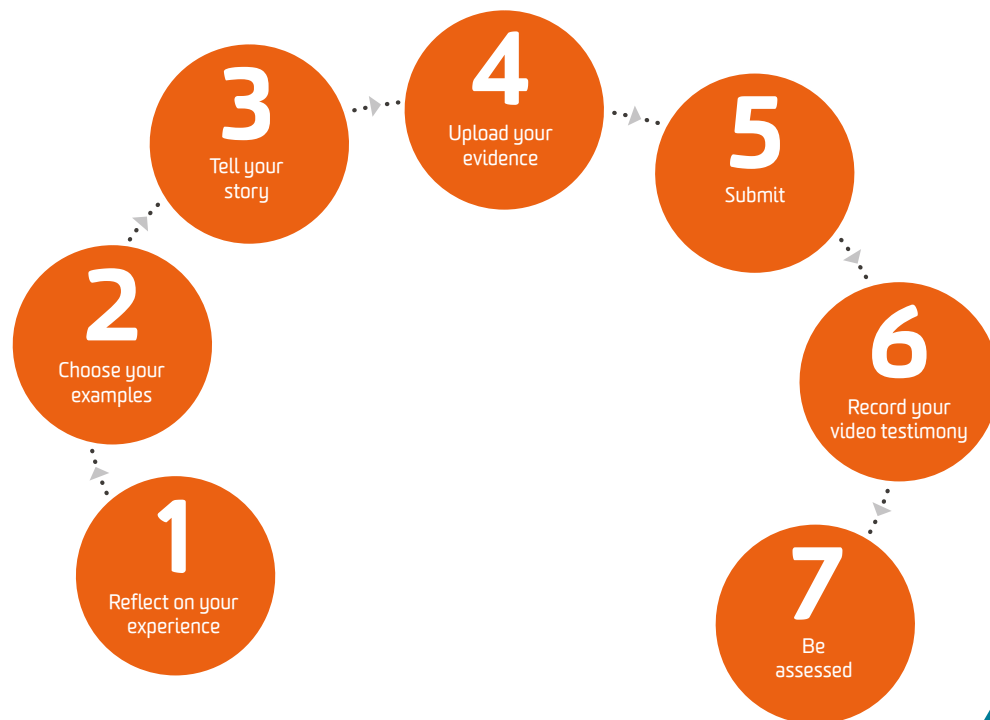 1
Reflect on your
experience
2
Choose your
examples
3
Tell your
story
4
Upload your
evidence
5
Submit
6
Record your
video testimony
7
Be
assessed